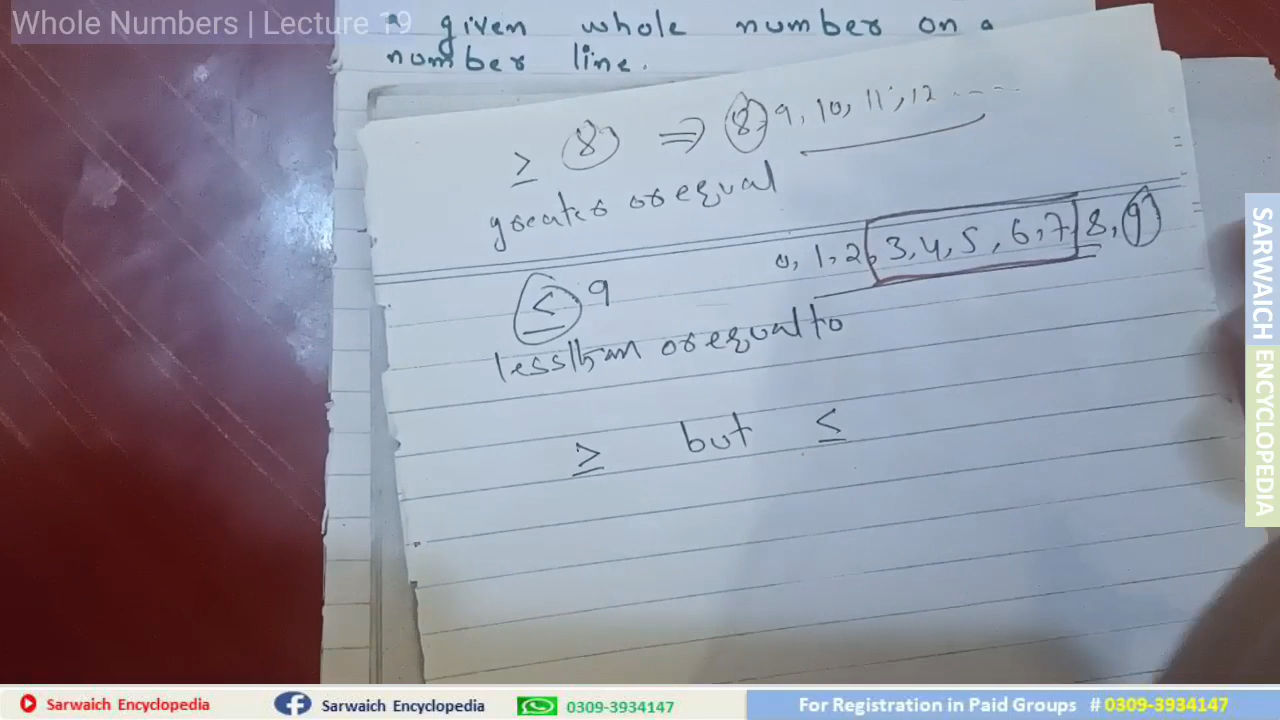 Whole Numbers | Lecture 19
a given whole number on a
number line.
≥ 8 ⇒ 8, 9, 10, 11, 12 .....
greater or equal
0, 1, 2, 3, 4, 5, 6, 7, 8, 9
≤ 9
less than or equal to
≥ but ≤
SARWAICH ENCYCLOPEDIA
Sarwaich Encyclopedia
Sarwaich Encyclopedia
0309-3934147
For Registration in Paid Groups # 0309-3934147